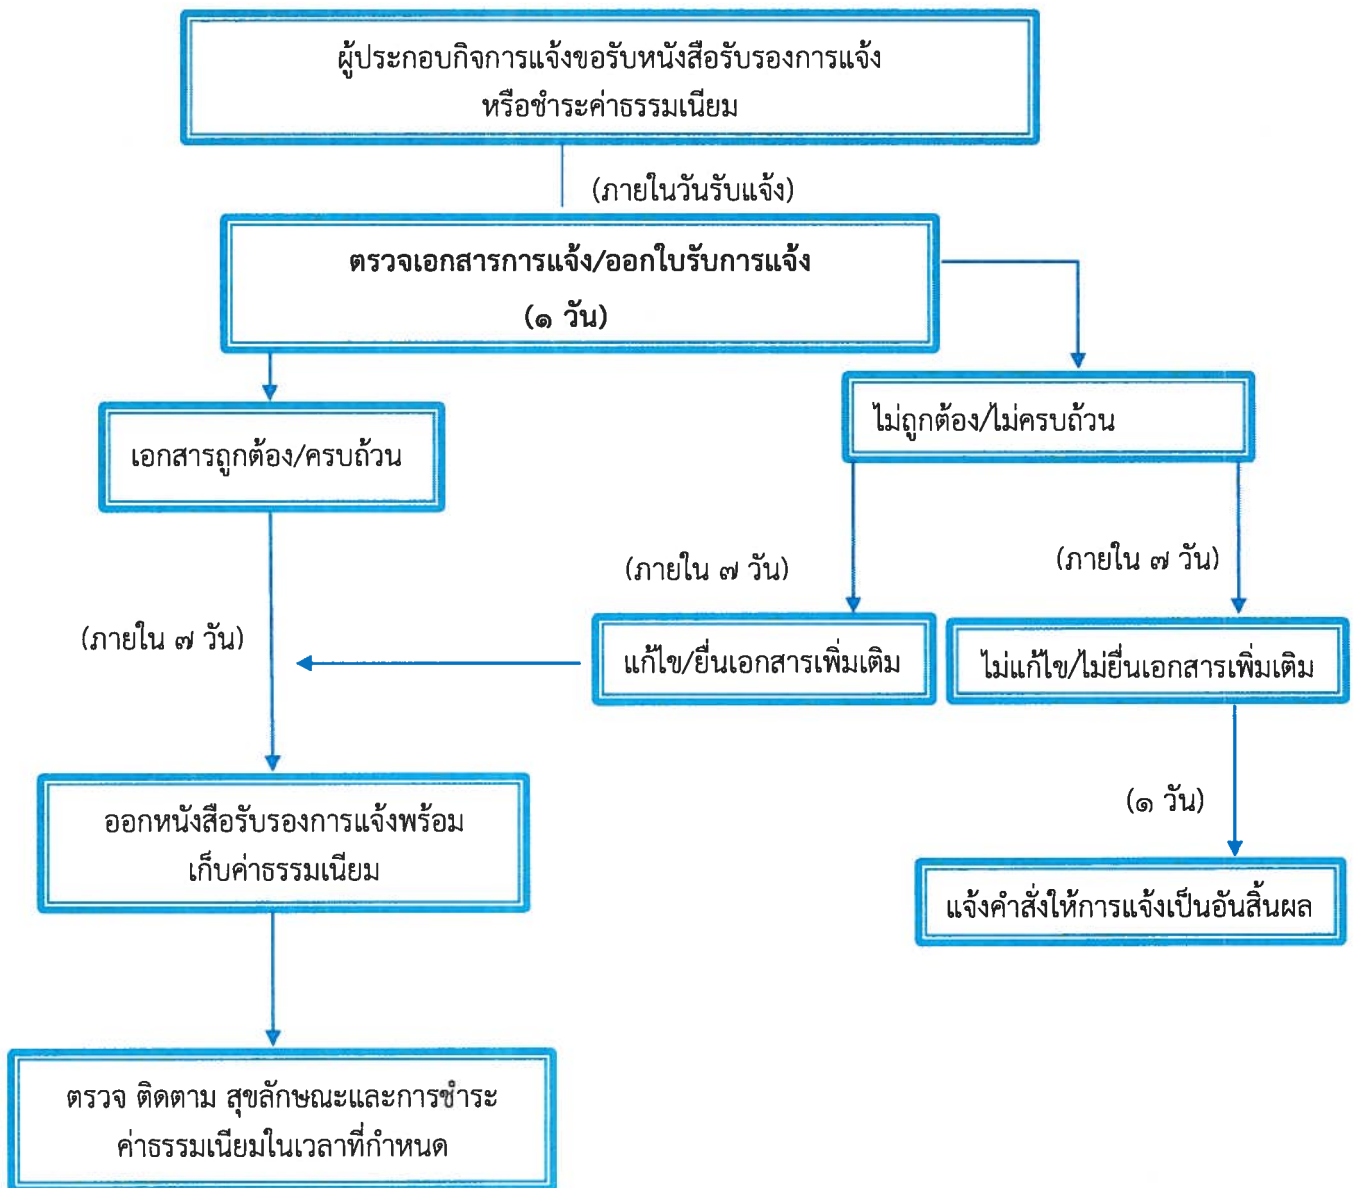 ผู้ประกอบกิจการแจ้งขอรับหนังสือรับรองการแจ้ง
หรือชำระค่าธรรมเนียม
(ภายในวันรับแจ้ง)
ตรวจเอกสารการแจ้ง/ออกใบรับการแจ้ง
(๑ วัน)
เอกสารถูกต้อง/ครบถ้วน
ไม่ถูกต้อง/ไม่ครบถ้วน
(ภายใน ๗ วัน)
(ภายใน ๗ วัน)
(ภายใน ๗ วัน)
แก้ไข/ยื่นเอกสารเพิ่มเติม
ไม่แก้ไข/ไม่ยื่นเอกสารเพิ่มเติม
ออกหนังสือรับรองการแจ้งพร้อม
เก็บค่าธรรมเนียม
(๑ วัน)
แจ้งคำสั่งให้การแจ้งเป็นอันสิ้นผล
ตรวจ ติดตาม สุขลักษณะและการชำระ
ค่าธรรมเนียมในเวลาที่กำหนด